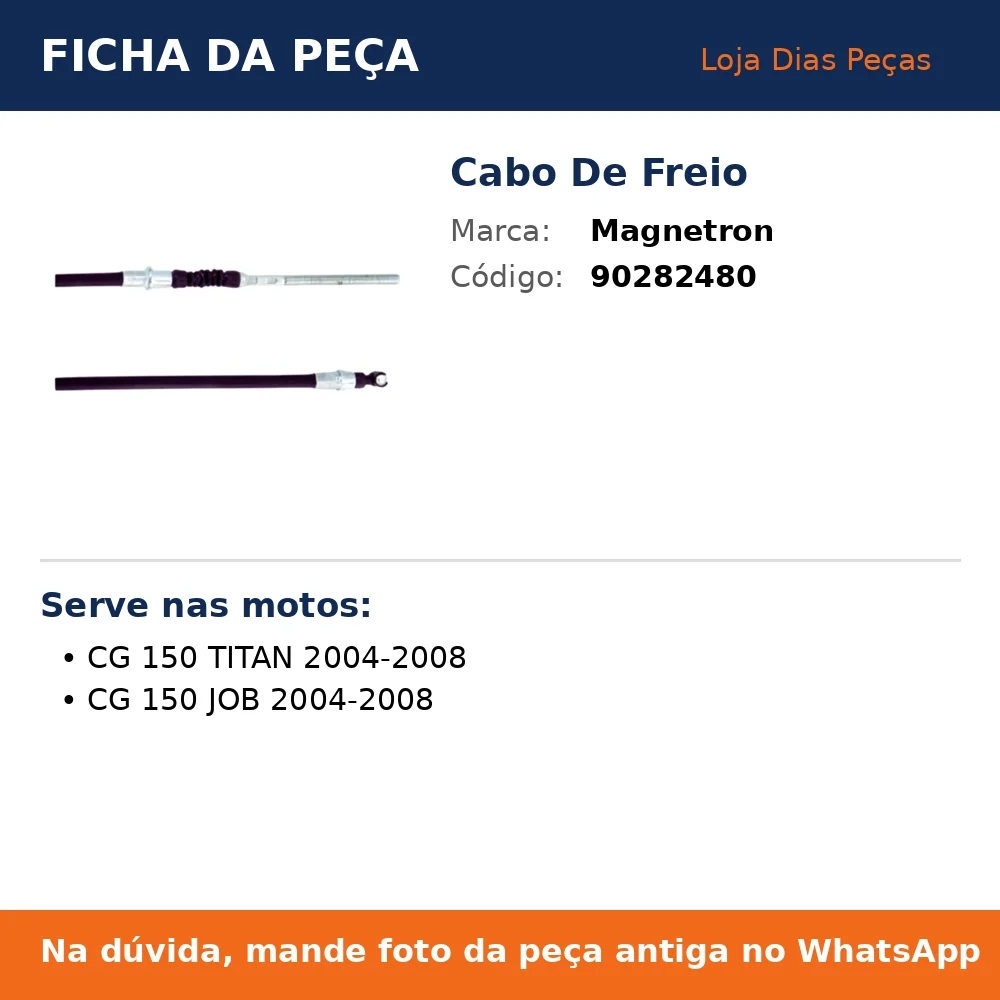 FICHA DA PEÇA
Loja Dias Peças
Cabo De Freio
Marca: Magnetron
Código: 90282480
Serve nas motos:
• CG 150 TITAN 2004-2008
• CG 150 JOB 2004-2008
Na dúvida, mande foto da peça antiga no WhatsApp